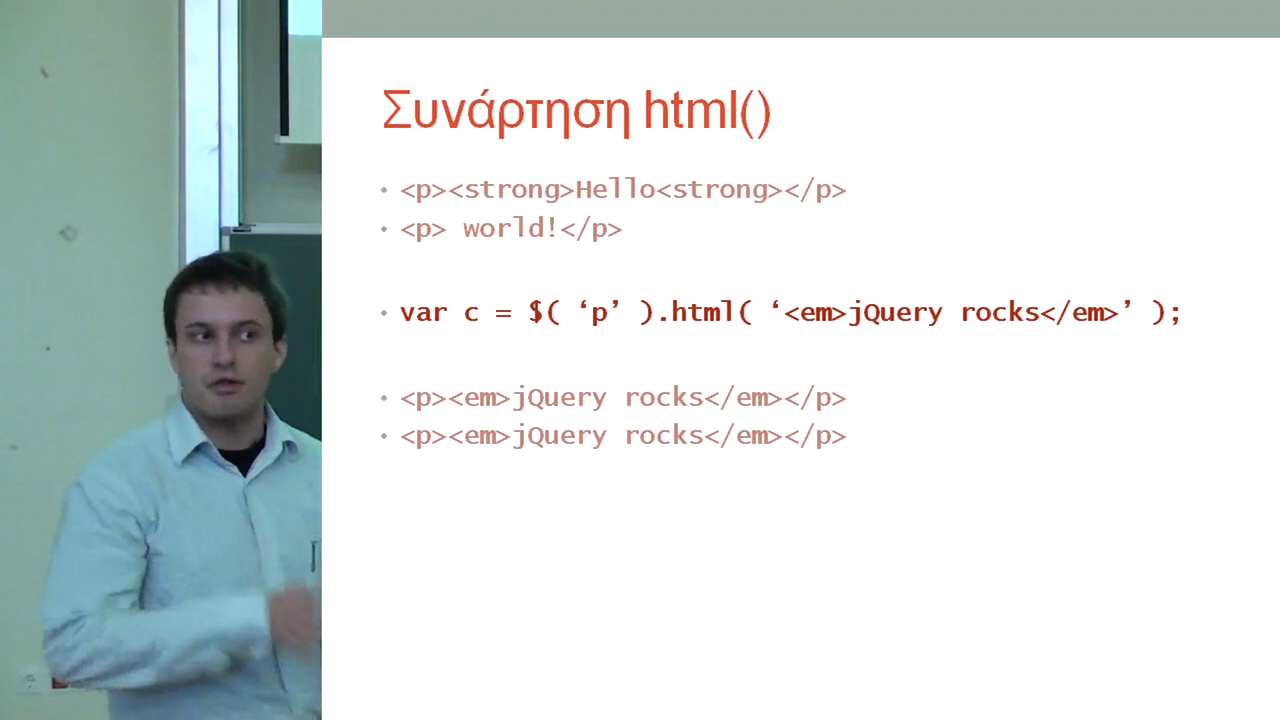 Συνάρτηση html()
<p><strong>Hello<strong></p>
<p> world!</p>
var c = $( ‘p’ ).html( ‘<em>jQuery rocks</em>’ );
<p><em>jQuery rocks</em></p>
<p><em>jQuery rocks</em></p>